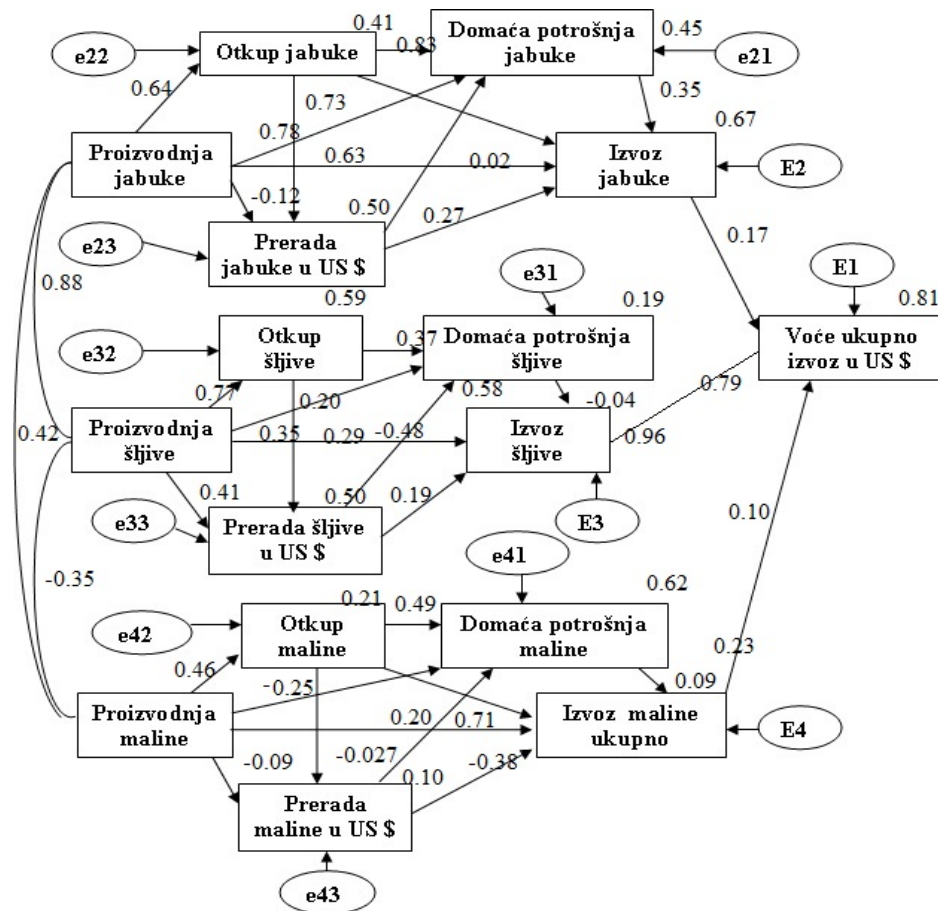 0.41
Domaća potrošnja
jabuke
0.45
e22
Otkup jabuke
0.83
e21
0.64
0.73
0.35
0.67
0.78
Proizvodnja
jabuke
0.63
0.02
Izvoz
jabuke
E2
-0.12
0.50
0.27
e23
Prerada
jabuke u US $
0.17
0.88
e31
E1
0.59
0.19
0.81
e32
Otkup
šljive
0.37
Domaća potrošnja
šljive
Voće ukupno
izvoz u US $
0.77
0.20
0.58
-0.04
0.79
0.42
Proizvodnja
šljive
0.35
0.29
-0.48
Izvoz
šljive
0.96
0.41
0.50
0.19
e33
Prerada šljive
u US $
E3
0.10
e41
-0.35
0.21
0.49
0.62
e42
Otkup
maline
Domaća potrošnja
maline
0.46
-0.25
0.09
0.23
Proizvodnja
maline
0.20
0.71
Izvoz maline
ukupno
E4
-0.09
-0.027
0.10
-0.38
Prerada
maline u US $
e43